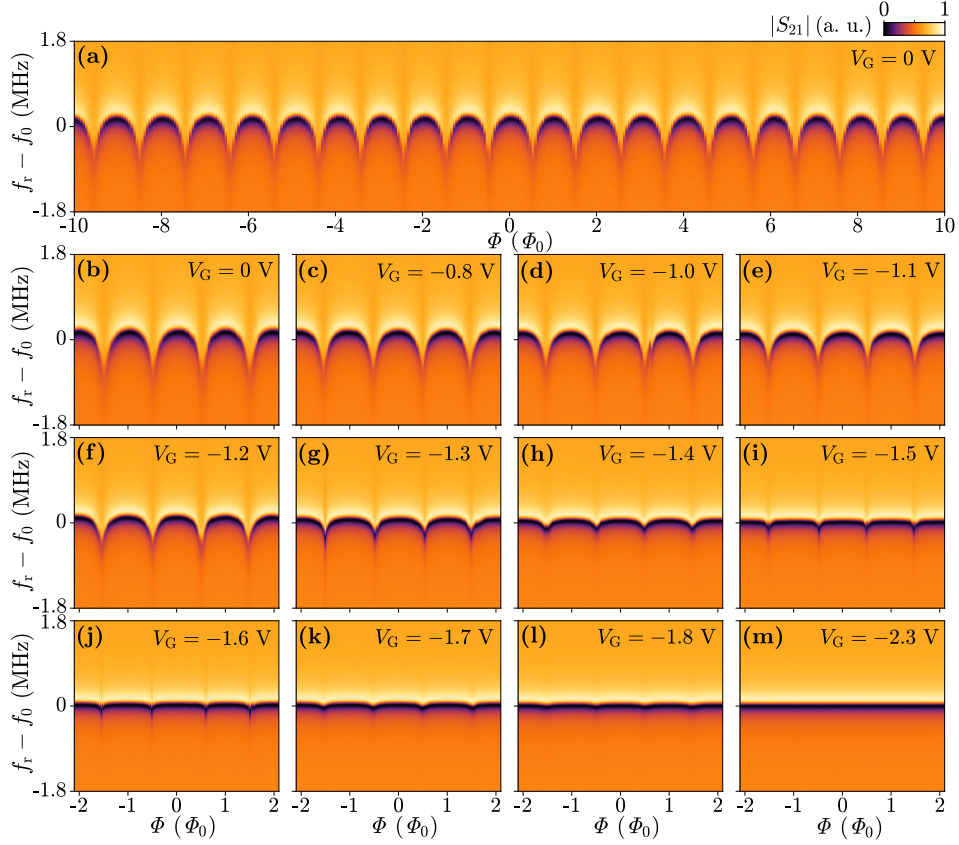 |S21| (a. u.) 0 1
(a) VG = 0 V
1.8
0
-1.8
fr − f0 (MHz)
-10 -8 -6 -4 -2 0 2 4 6 8 10
Φ (Φ0)
(b) VG = 0 V
(c) VG = −0.8 V
(d) VG = −1.0 V
(e) VG = −1.1 V
1.8
0
-1.8
fr − f0 (MHz)
(f) VG = −1.2 V
(g) VG = −1.3 V
(h) VG = −1.4 V
(i) VG = −1.5 V
1.8
0
-1.8
fr − f0 (MHz)
(j) VG = −1.6 V
(k) VG = −1.7 V
(l) VG = −1.8 V
(m) VG = −2.3 V
1.8
0
-1.8
fr − f0 (MHz)
-2 -1 0 1 2
-2 -1 0 1 2
-2 -1 0 1 2
-2 -1 0 1 2
Φ (Φ0)
Φ (Φ0)
Φ (Φ0)
Φ (Φ0)